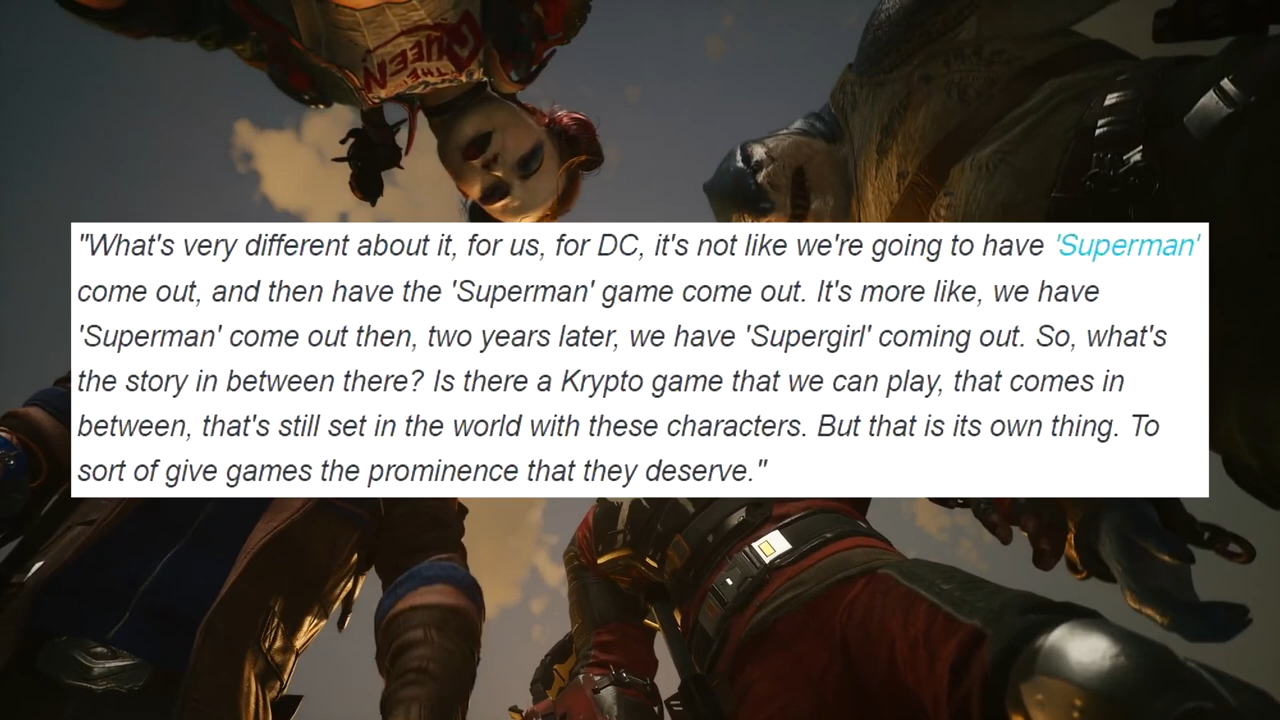 THE
QUEEN
"What's very different about it, for us, for DC, it's not like we're going to have 'Superman'
come out, and then have the 'Superman' game come out. It's more like, we have
'Superman' come out then, two years later, we have 'Supergirl' coming out. So, what's
the story in between there? Is there a Krypto game that we can play, that comes in
between, that's still set in the world with these characters. But that is its own thing. To
sort of give games the prominence that they deserve."